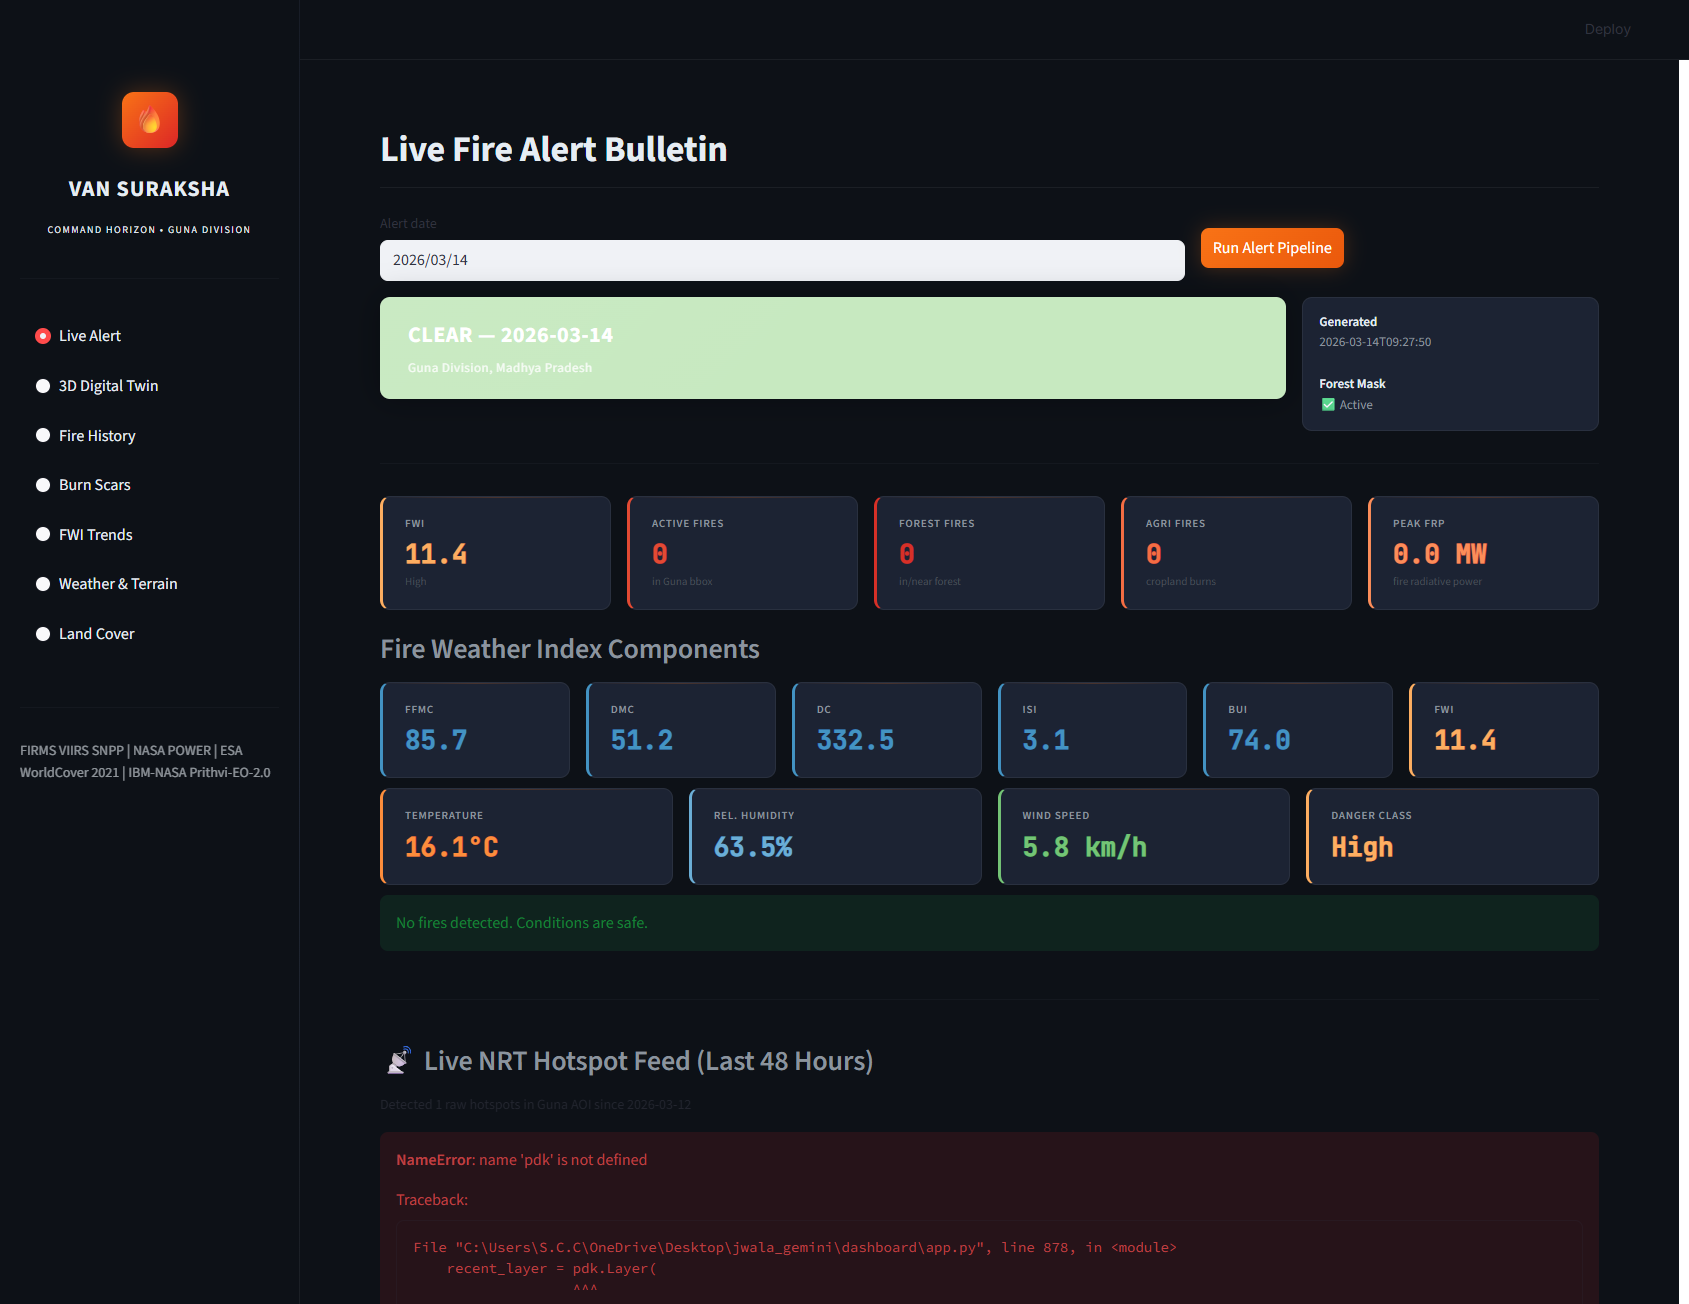 Deploy
VAN SURAKSHA
COMMAND HORIZON • GUNA DIVISION
Live Alert
3D Digital Twin
Fire History
Burn Scars
FWI Trends
Weather & Terrain
Land Cover
FIRMS VIIRS SNPP | NASA POWER | ESA
WorldCover 2021 | IBM-NASA Prithvi-EO-2.0
Live Fire Alert Bulletin
Alert date
2026/03/14
Run Alert Pipeline
CLEAR — 2026-03-14
Guna Division, Madhya Pradesh
Generated
2026-03-14T09:27:50
Forest Mask
✅ Active
FWI
11.4
High
ACTIVE FIRES
0
in Guna bbox
FOREST FIRES
0
in/near forest
AGRI FIRES
0
cropland burns
PEAK FRP
0.0 MW
fire radiative power
Fire Weather Index Components
FFMC
85.7
DMC
51.2
DC
332.5
ISI
3.1
BUI
74.0
FWI
11.4
TEMPERATURE
16.1°C
REL. HUMIDITY
63.5%
WIND SPEED
5.8 km/h
DANGER CLASS
High
No fires detected. Conditions are safe.
📡 Live NRT Hotspot Feed (Last 48 Hours)
Detected 1 raw hotspots in Guna AOI since 2026-03-12
NameError: name 'pdk' is not defined
Traceback:
File "C:\Users\S.C.C\OneDrive\Desktop\jwala_gemini\dashboard\app.py", line 878, in <module>
recent_layer = pdk.Layer(
^^^